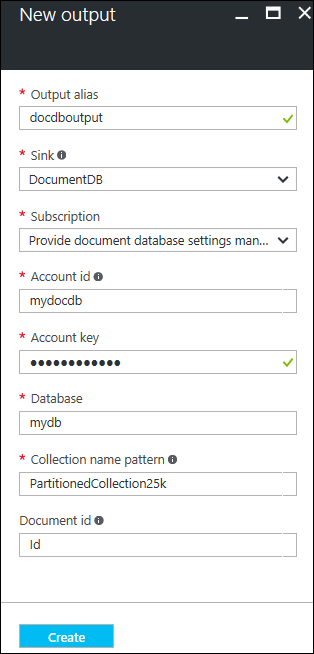 New output
* Output alias
docdboutput
* Sink
DocumentDB
* Subscription
Provide document database settings man...
* Account id
mydocdb
* Account key
●●●●●●●●●●●●
* Database
mydb
* Collection name pattern
PartitionedCollection25k
Document id
Id
Create